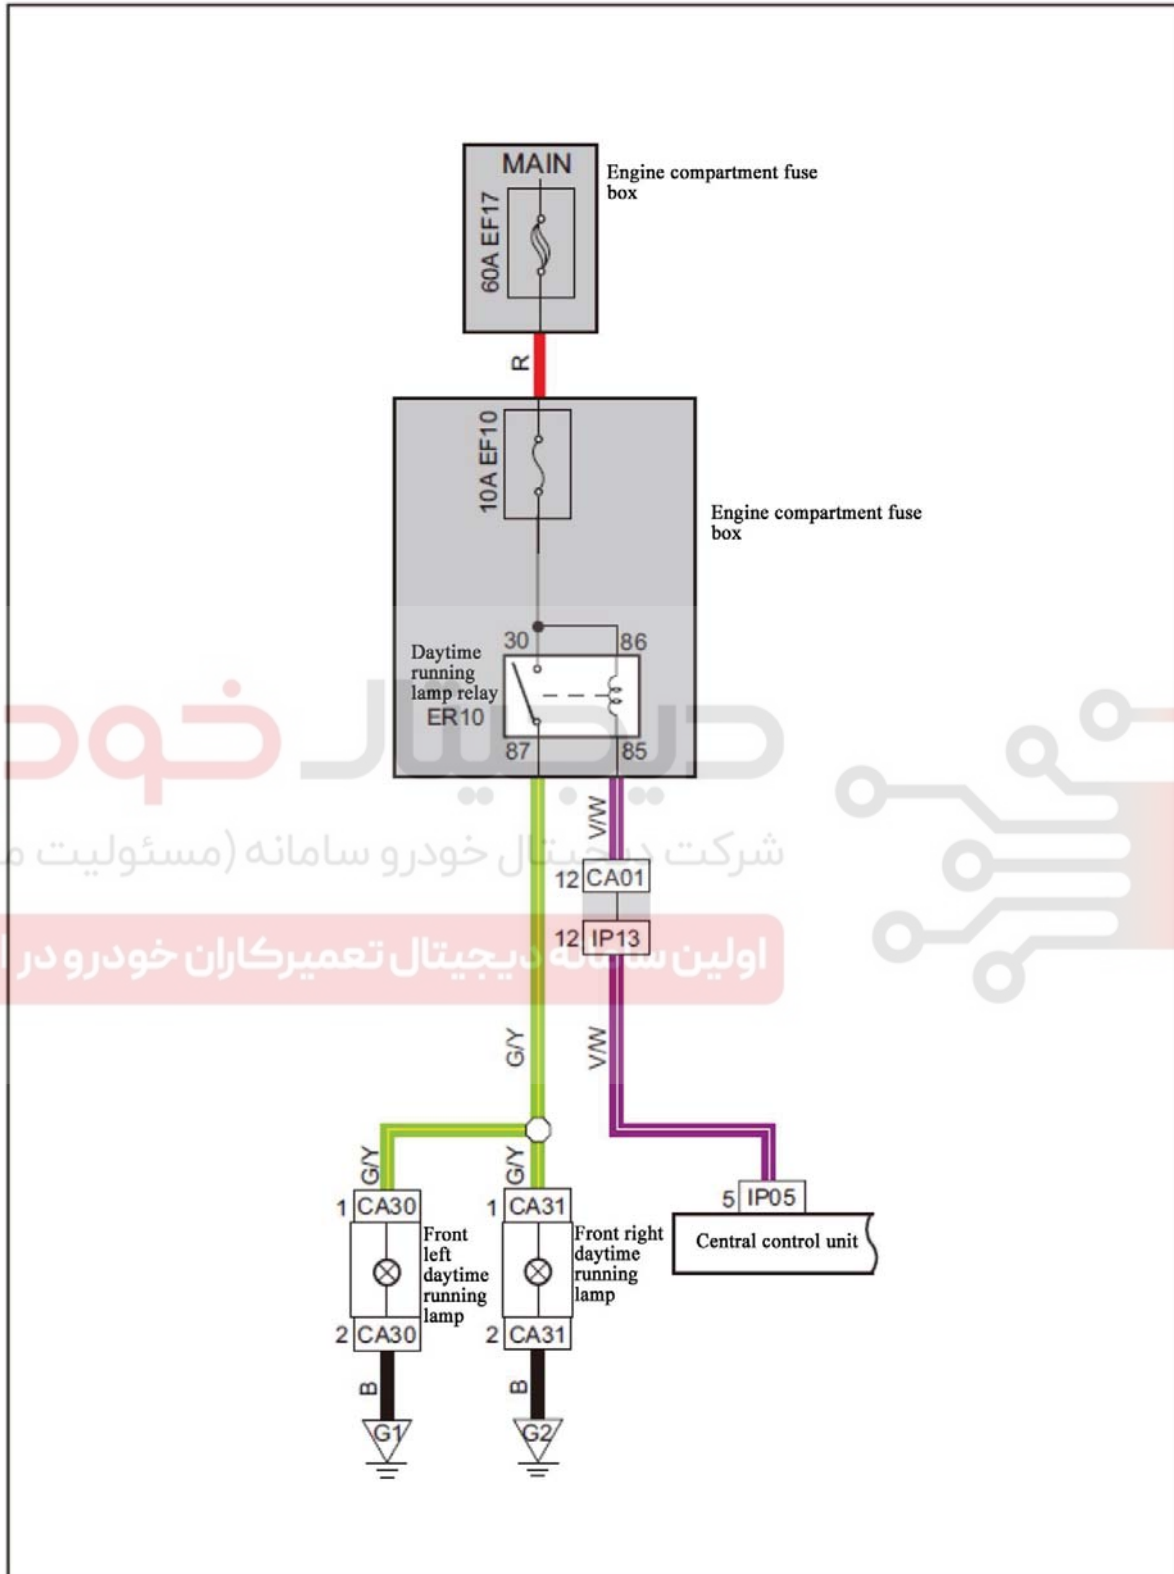 MAIN
60A EF17
Engine compartment fuse
box
R
10A EF10
Engine compartment fuse
box
30
86
Daytime
running
lamp relay
ER10
87
85
دیجیتال خود
V/W
شرکت دیجیتال خودرو سامانه (مسئولیت
12 CA01
12 IP13
اولین سامانه دیجیتال تعمیرکاران خودرو در
G/Y
V/W
G/Y
G/Y
5 IP05
1 CA30
1 CA31
Front
left
daytime
running
lamp
Front right
daytime
running
lamp
Central control unit
2 CA30
2 CA31
B
B
G1
G2